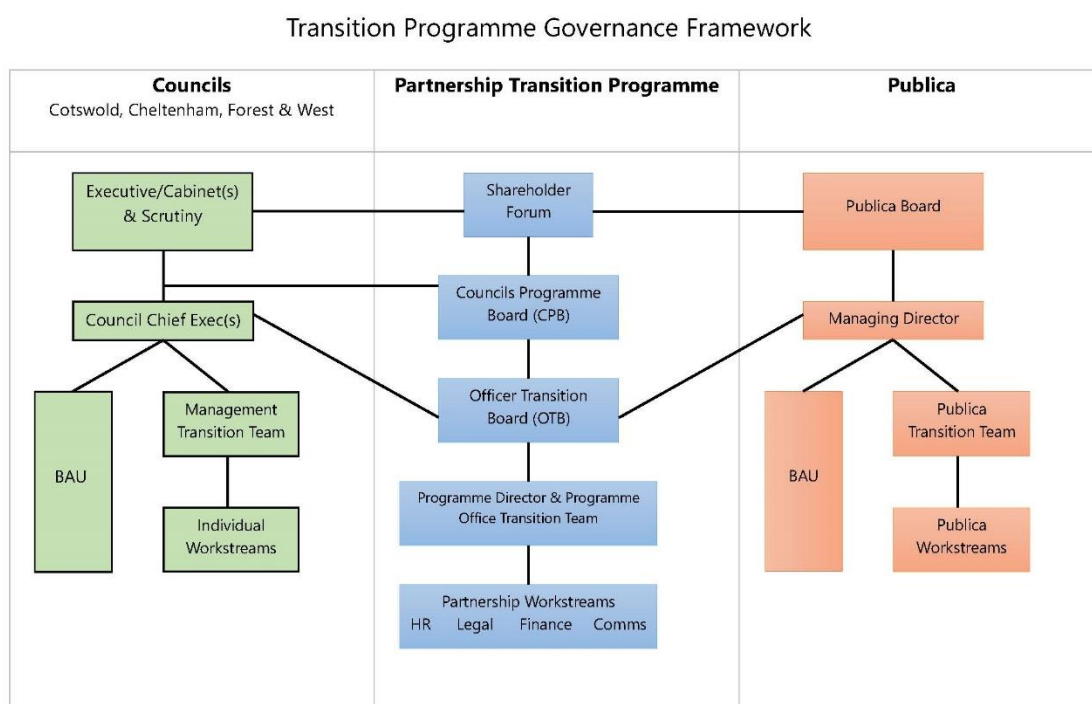 Transition Programme Governance Framework
Councils
Cotswold, Cheltenham, Forest & West
Partnership Transition Programme
Publica
Executive/Cabinet(s)
& Scrutiny
Shareholder
Forum
Publica Board
Councils Programme
Board (CPB)
Council Chief Exec(s)
Managing Director
Officer Transition
Board (OTB)
BAU
Management
Transition Team
Individual
Workstreams
Programme Director & Programme
Office Transition Team
Partnership Workstreams
HR Legal Finance Comms
BAU
Publica
Transition Team
Publica
Workstreams